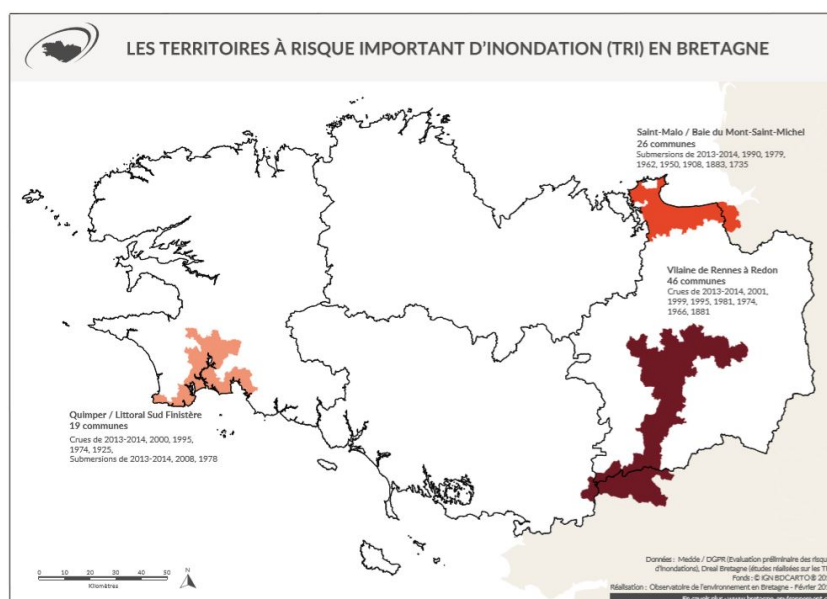 LES TERRITOIRES À RISQUE IMPORTANT D'INONDATION (TRI) EN BRETAGNE
Saint-Malo / Baie du Mont-Saint-Michel
26 communes
Submersions de 2013-2014, 1990, 1979,
1962, 1950, 1908, 1883, 1735
Vilaine de Rennes à Redon
46 communes
Crues de 2013-2014, 2001,
1999, 1995, 1981, 1974,
1966, 1881
Quimper / Littoral Sud Finistère
19 communes
Crues de 2013-2014, 2000, 1995,
1974, 1925,
Submersions de 2013-2014, 2008, 1978
0 10 20 30 40 50
Kilomètres
N
Données : Medde / DGPR (Evaluation préliminaire des
d'Inondations), Dreal Bretagne (études réalisées sur les
Fonds : © IGN BDCARTO ®
Réalisation : Observatoire de l'environnement en Bretagne - Février